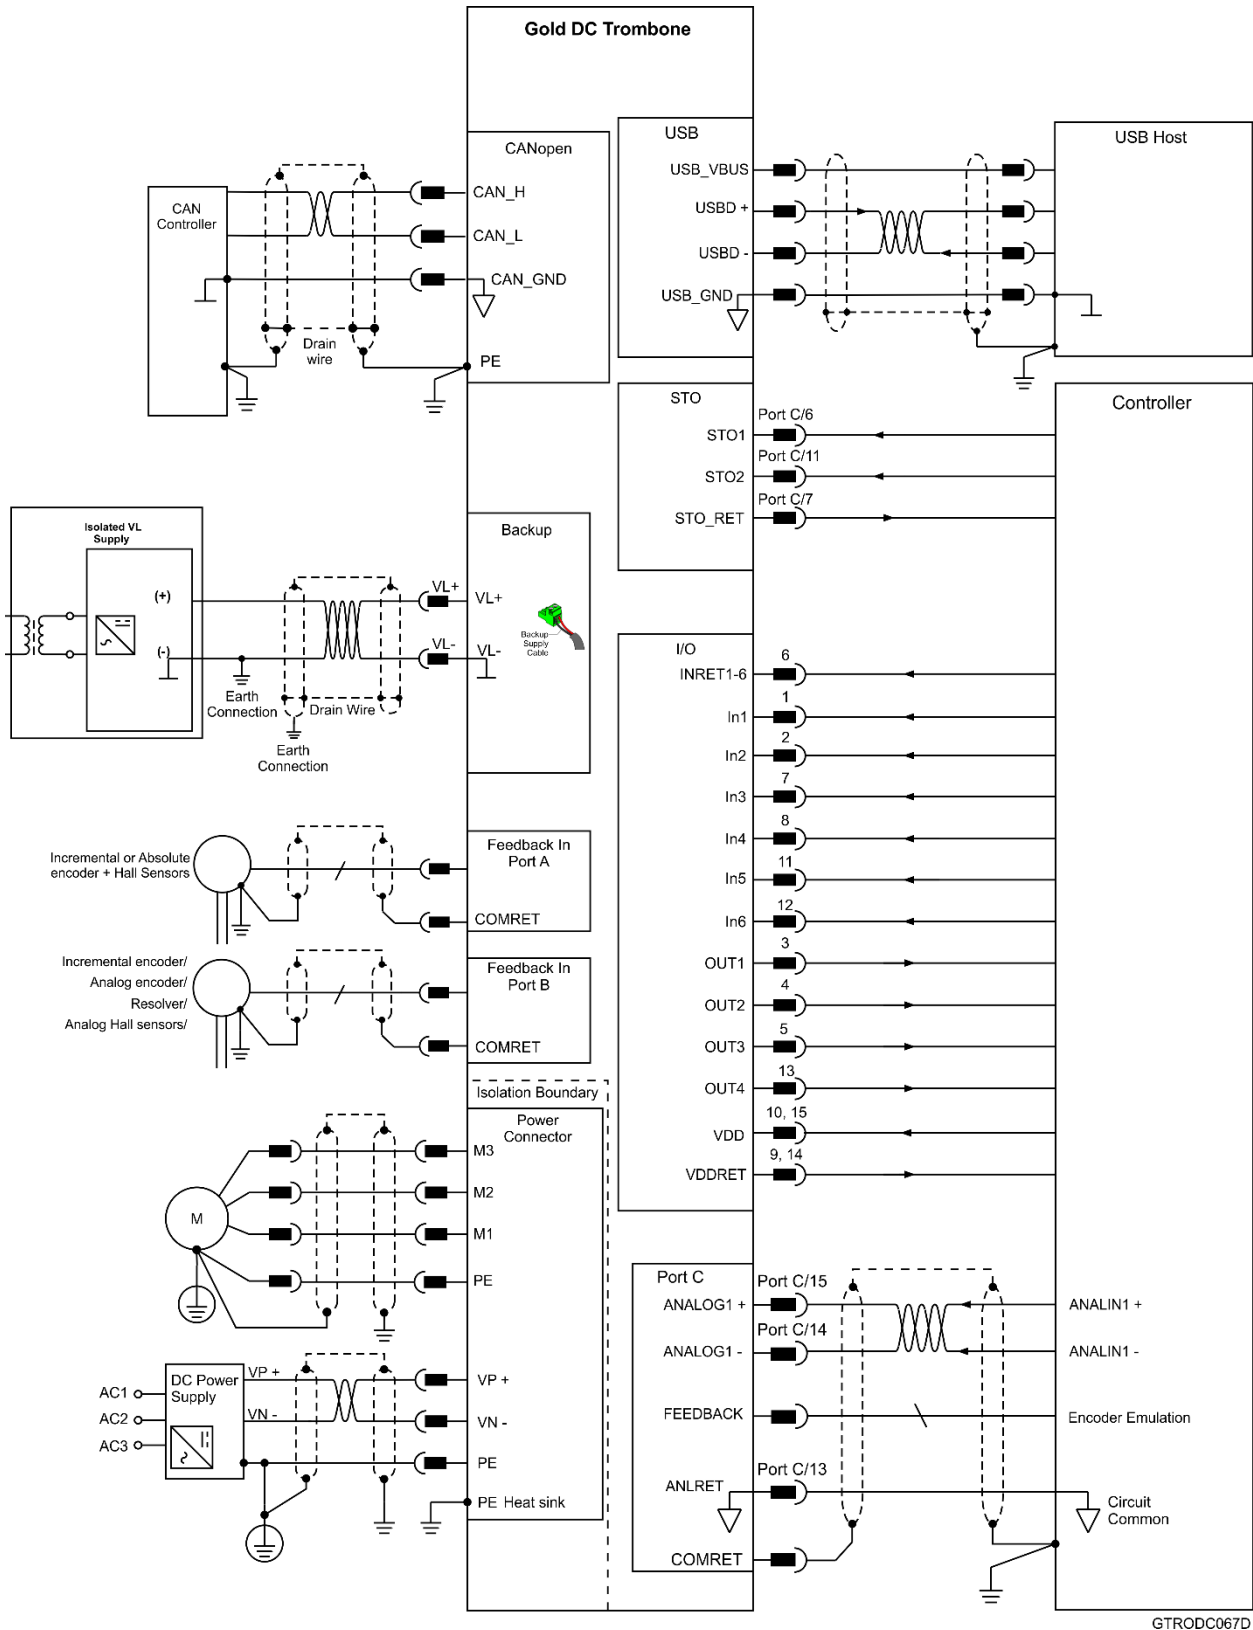 Gold DC Trombone
CANopen
CAN
Controller
CAN_H
CAN_L
CAN_GND
Drain
wire
PE
USB
USB_VBUS
USBD +
USBD -
USB_GND
USB Host
STO
Port C/6
STO1
Port C/11
STO2
Port C/7
STO_RET
Controller
Isolated VL
Supply
(+)
(-)
Earth
Connection
Drain Wire
Earth
Connection
VL+
VL-
Backup
VL+
VL-
Backup
Supply
Cable
I/O
6
INRET1-6
1
In1
2
In2
7
In3
8
In4
11
In5
12
In6
3
OUT1
4
OUT2
5
OUT3
13
OUT4
10, 15
VDD
9, 14
VDDRET
Incremental or Absolute
encoder + Hall Sensors
Feedback In
Port A
COMRET
Incremental encoder/
Analog encoder/
Resolver/
Analog Hall sensors/
Feedback In
Port B
COMRET
Isolation Boundary
Power
Connector
M
M3
M2
M1
PE
AC1
AC2
AC3
DC Power
Supply
VP +
VN -
VP +
VN -
PE
PE Heat sink
Port C
Port C/15
ANALOG1 +
Port C/14
ANALOG1 -
FEEDBACK
Port C/13
ANLRET
COMRET
ANALIN1 +
ANALIN1 -
Encoder Emulation
Circuit
Common
GTRODC067D